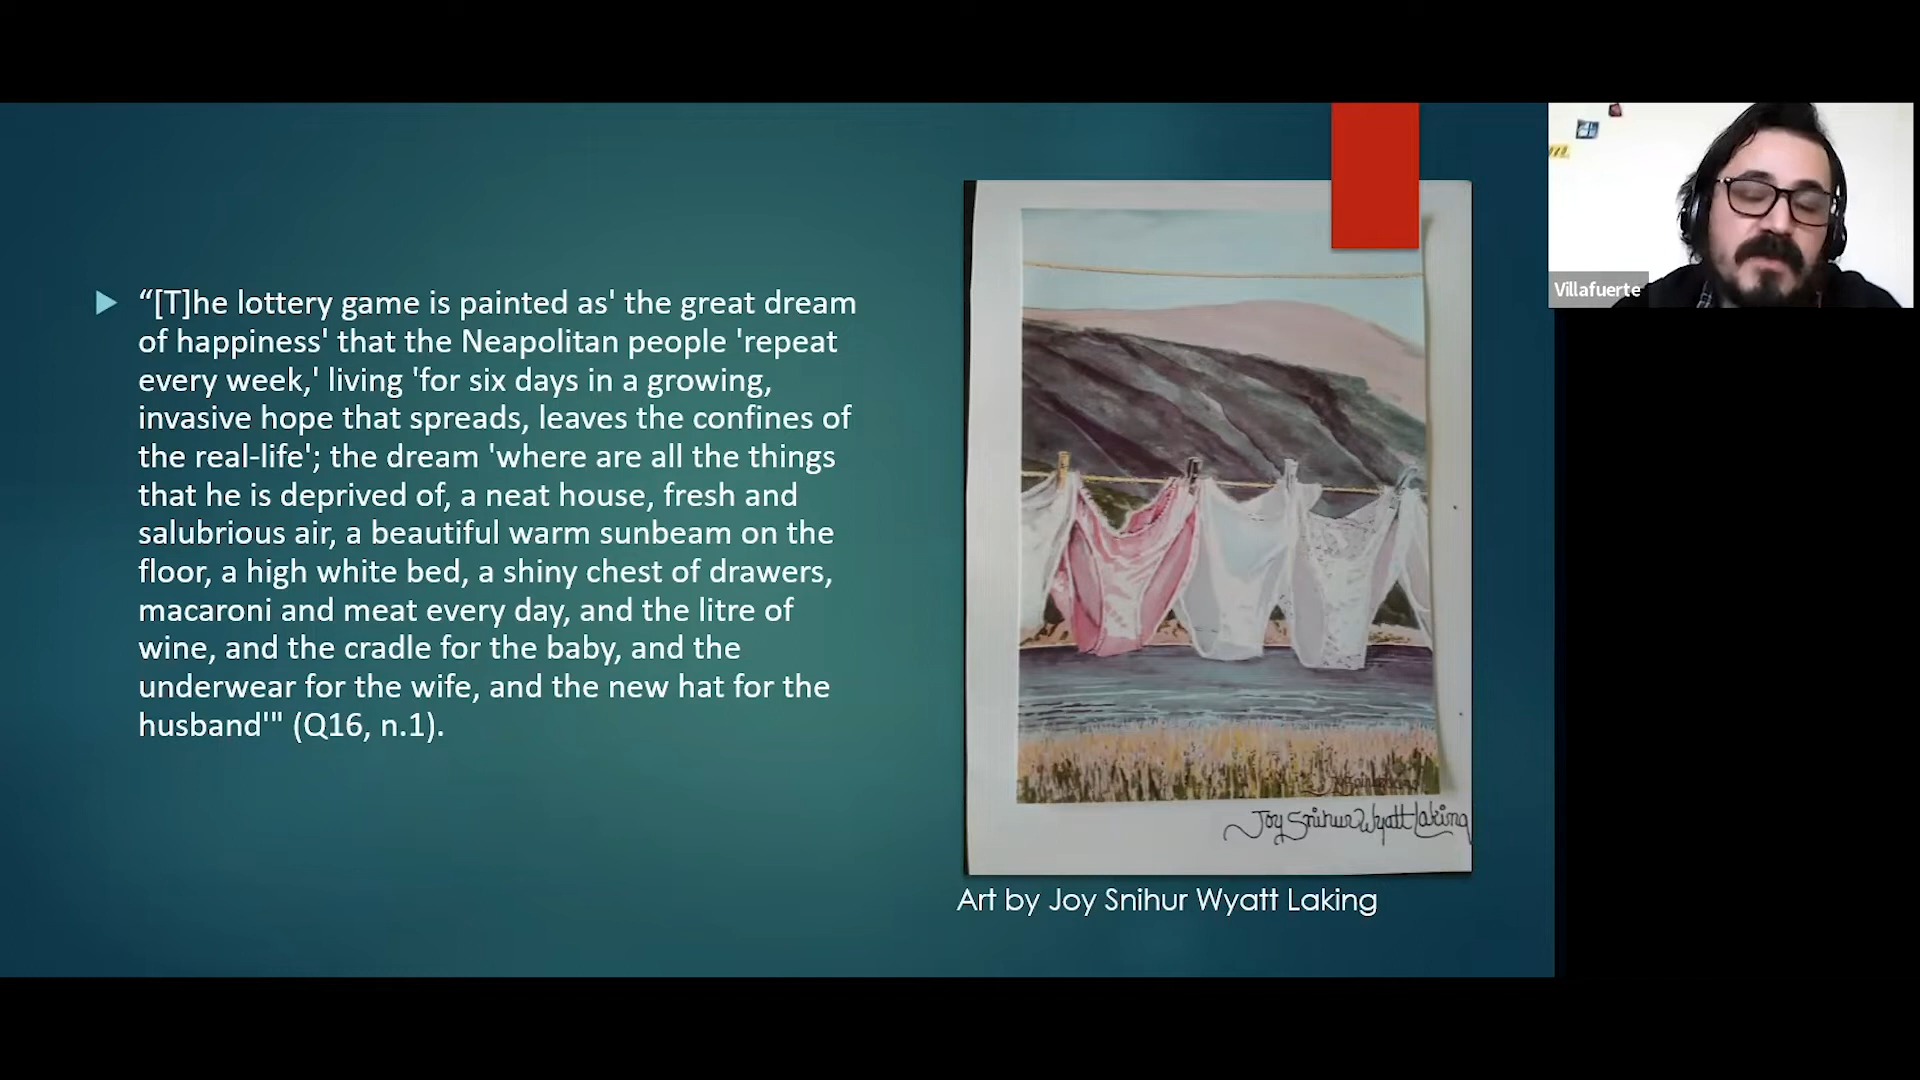 “[T]he lottery game is painted as' the great dream
of happiness' that the Neapolitan people 'repeat
every week,' living 'for six days in a growing,
invasive hope that spreads, leaves the confines of
the real-life'; the dream 'where are all the things
that he is deprived of, a neat house, fresh and
salubrious air, a beautiful warm sunbeam on the
floor, a high white bed, a shiny chest of drawers,
macaroni and meat every day, and the litre of
wine, and the cradle for the baby, and the
underwear for the wife, and the new hat for the
husband'" (Q16, n.1).
Joy Snihur Wyatt Laking
Art by Joy Snihur Wyatt Laking
Villafuerte